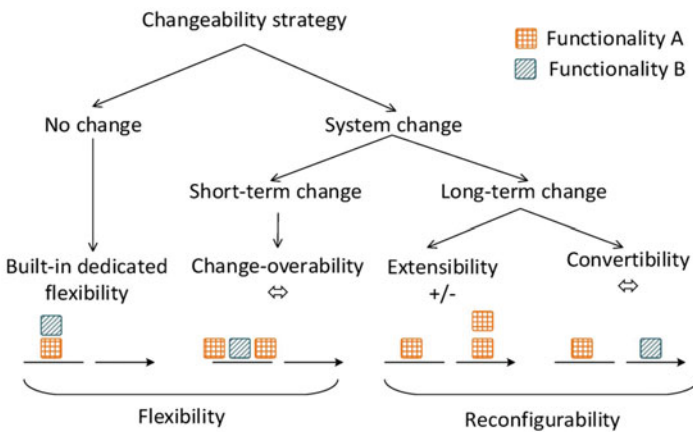 Changeability strategy
Functionality A
Functionality B
No change
System change
Short-term change
Long-term change
Built-in dedicated
flexibility
Change-overability
⬄
Extensibility
+/-
Convertibility
⬄
Flexibility
Reconfigurability